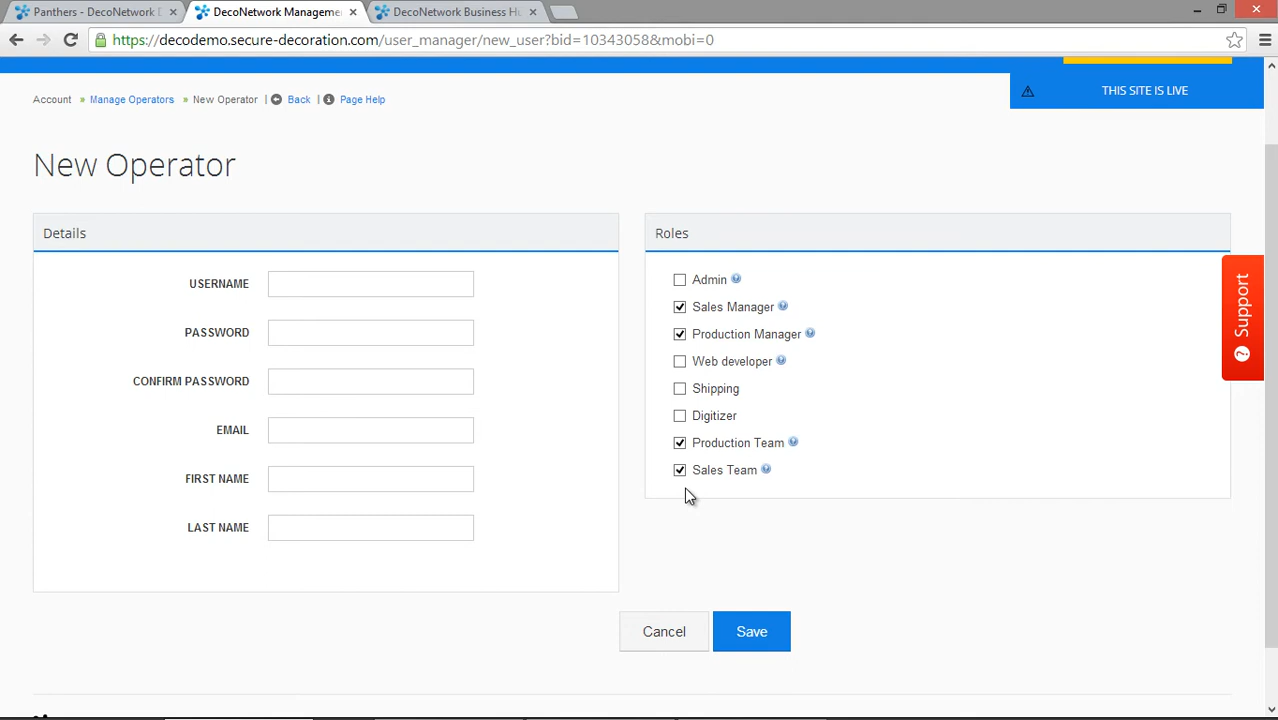 Panthers - DecoNetwork D
DecoNetwork Manageme
DecoNetwork Business Hu
https://decodemo.secure-decoration.com/user_manager/new_user?bid=10343058&mobi=0
Account » Manage Operators » New Operator | Back | Page Help
THIS SITE IS LIVE
New Operator
Details
USERNAME
PASSWORD
CONFIRM PASSWORD
EMAIL
FIRST NAME
LAST NAME
Roles
Admin
Sales Manager
Production Manager
Web developer
Shipping
Digitizer
Production Team
Sales Team
Support
Cancel
Save